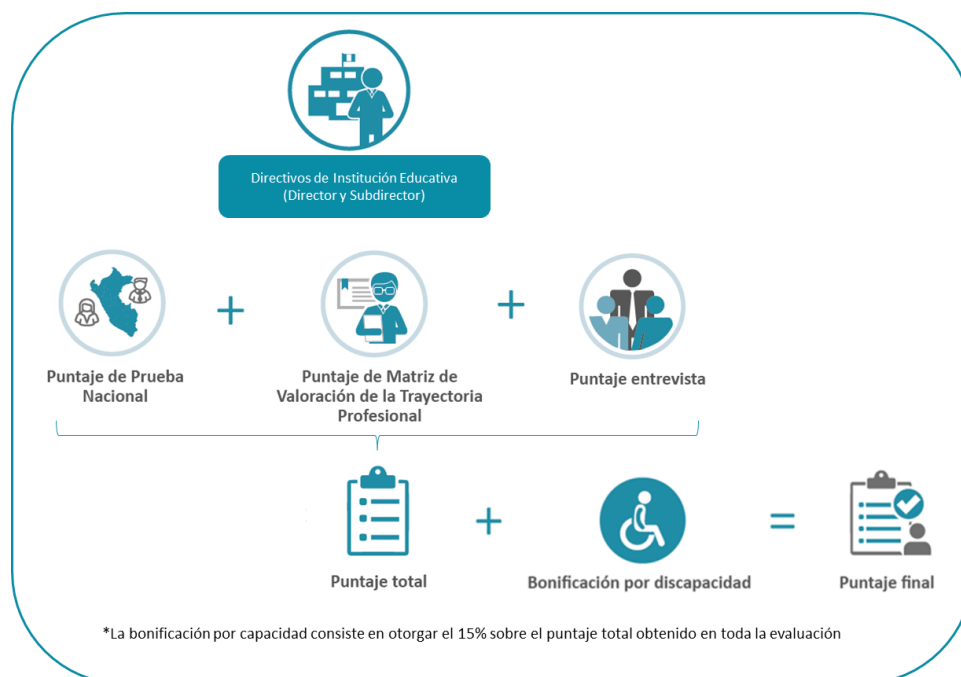 Directivos de Institución Educativa
(Director y Subdirector)
Puntaje de Prueba
Nacional
Puntaje de Matriz de
Valoración de la Trayectoria
Profesional
Puntaje entrevista
Puntaje total
Bonificación por discapacidad
Puntaje final
*La bonificación por capacidad consiste en otorgar el 15% sobre el puntaje total obtenido en toda la evaluación